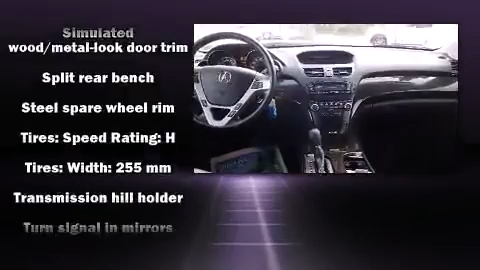 Simulated
wood/metal-look door trim
Split rear bench
Steel spare wheel rim
Tires: Speed Rating: H
Tires: Width: 255 mm
Transmission hill holder
Turn signal in mirrors